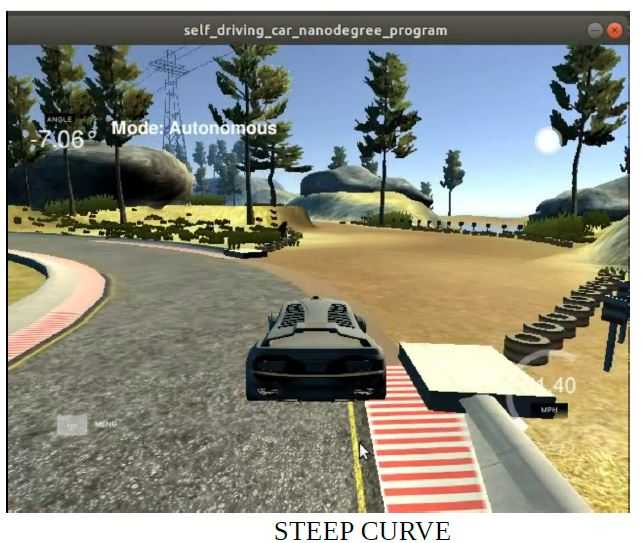 self_driving_car_nanodegree_program
ANGLE
-7.06°
Mode: Autonomous
MPH
MENU
STEEP CURVE